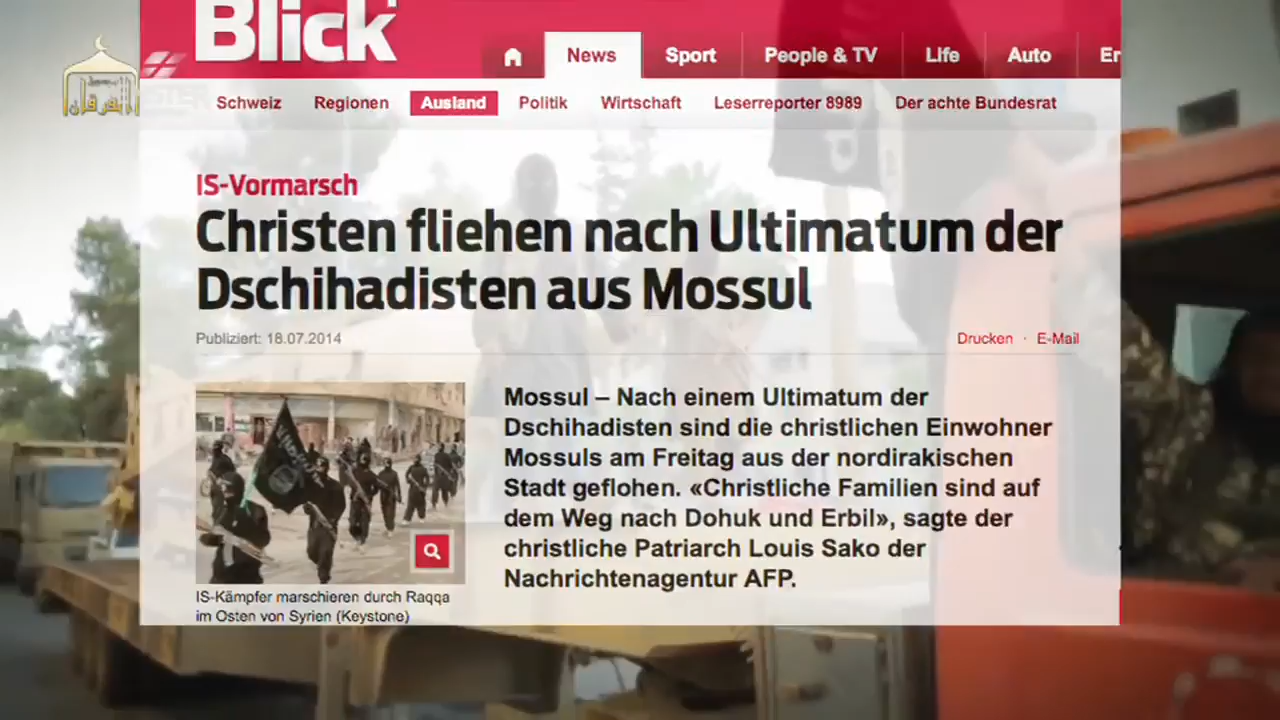 Blick
News
Sport
People & TV
Life
Auto
Er
Schweiz
Regionen
Ausland
Politik
Wirtschaft
Leserreporter 8989
Der achte Bundesrat
IS-Vormarsch
Christen fliehen nach Ultimatum der
Dschihadisten aus Mossul
Publiziert: 18.07.2014
Drucken · E-Mail
Mossul – Nach einem Ultimatum der
Dschihadisten sind die christlichen Einwohner
Mossuls am Freitag aus der nordirakischen
Stadt geflohen. «Christliche Familien sind auf
dem Weg nach Dohuk und Erbil», sagte der
christliche Patriarch Louis Sako der
Nachrichtenagentur AFP.
IS-Kämpfer marschieren durch Raqqa
im Osten von Syrien (Keystone)
الفرقان